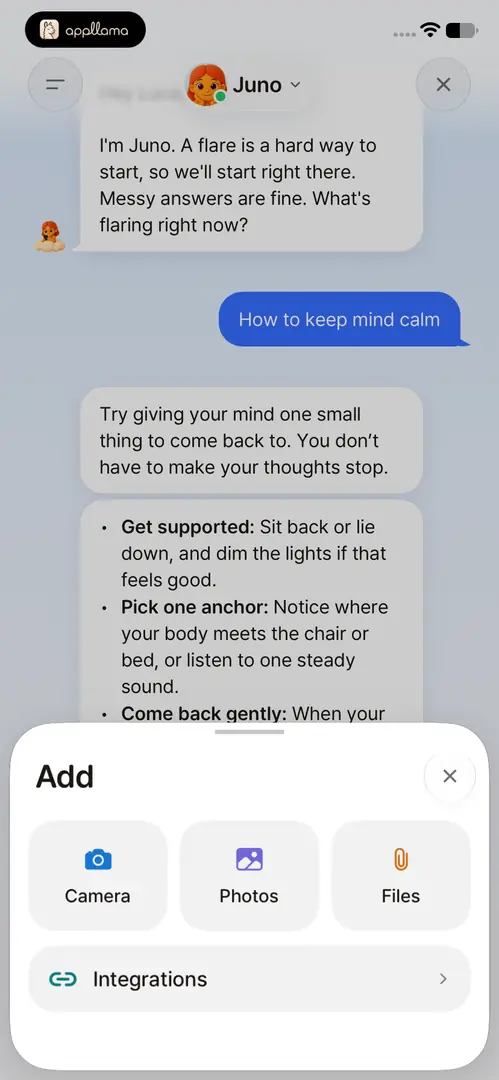 appllama
Juno
I'm Juno. A flare is a hard way to
start, so we'll start right there.
Messy answers are fine. What's
flaring right now?
How to keep mind calm
Try giving your mind one small
thing to come back to. You don’t
have to make your thoughts stop.
• Get supported: Sit back or lie
down, and dim the lights if that
feels good.
• Pick one anchor: Notice where
your body meets the chair or
bed, or listen to one steady
sound.
• Come back gently: When your
Add
Camera
Photos
Files
Integrations